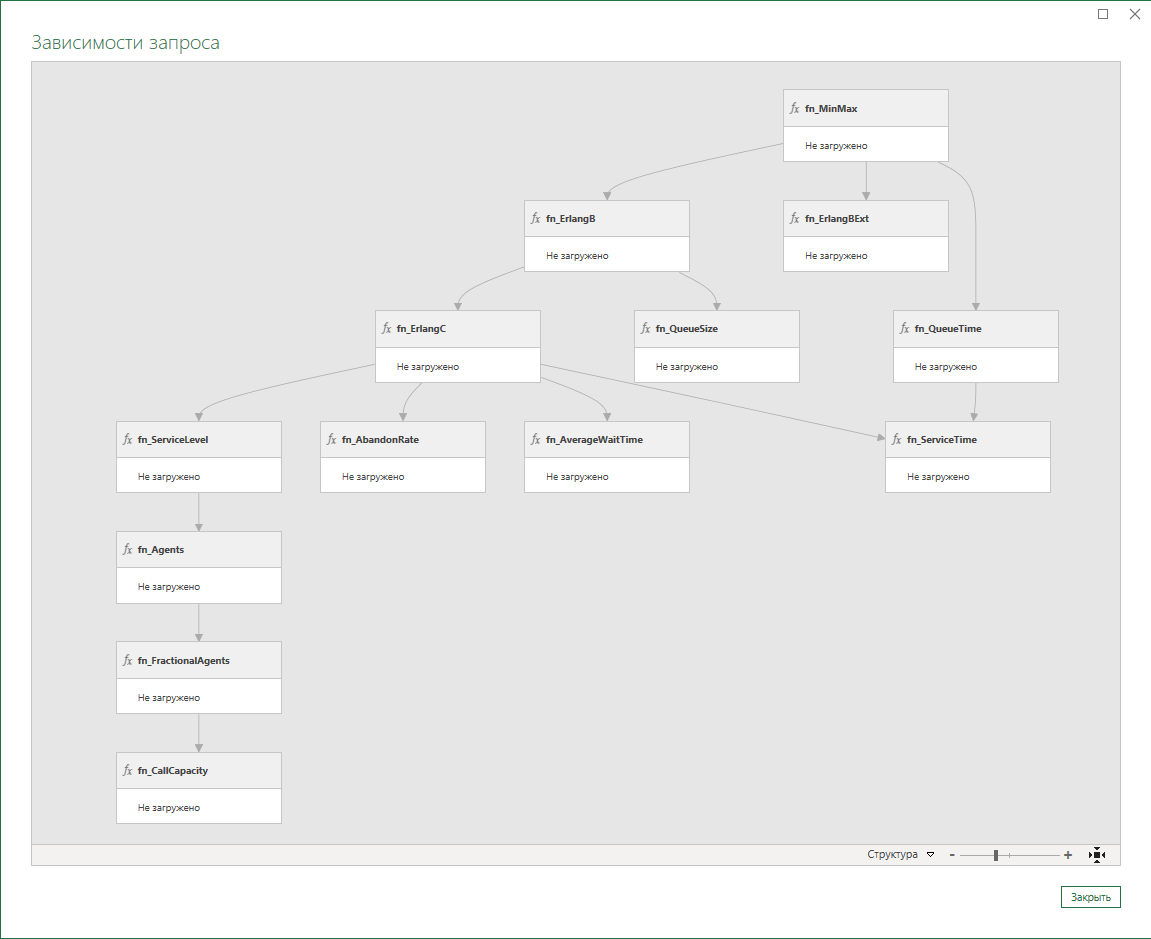 Зависимости запроса
fx fn_MinMax
Не загружено
fx fn_ErlangB
Не загружено
fx fn_ErlangBExt
Не загружено
fx fn_ErlangC
Не загружено
fx fn_QueueSize
Не загружено
fx fn_QueueTime
Не загружено
fx fn_ServiceLevel
Не загружено
fx fn_AbandonRate
Не загружено
fx fn_AverageWaitTime
Не загружено
fx fn_ServiceTime
Не загружено
fx fn_Agents
Не загружено
fx fn_FractionalAgents
Не загружено
fx fn_CallCapacity
Не загружено
Структура - +
Закрыть